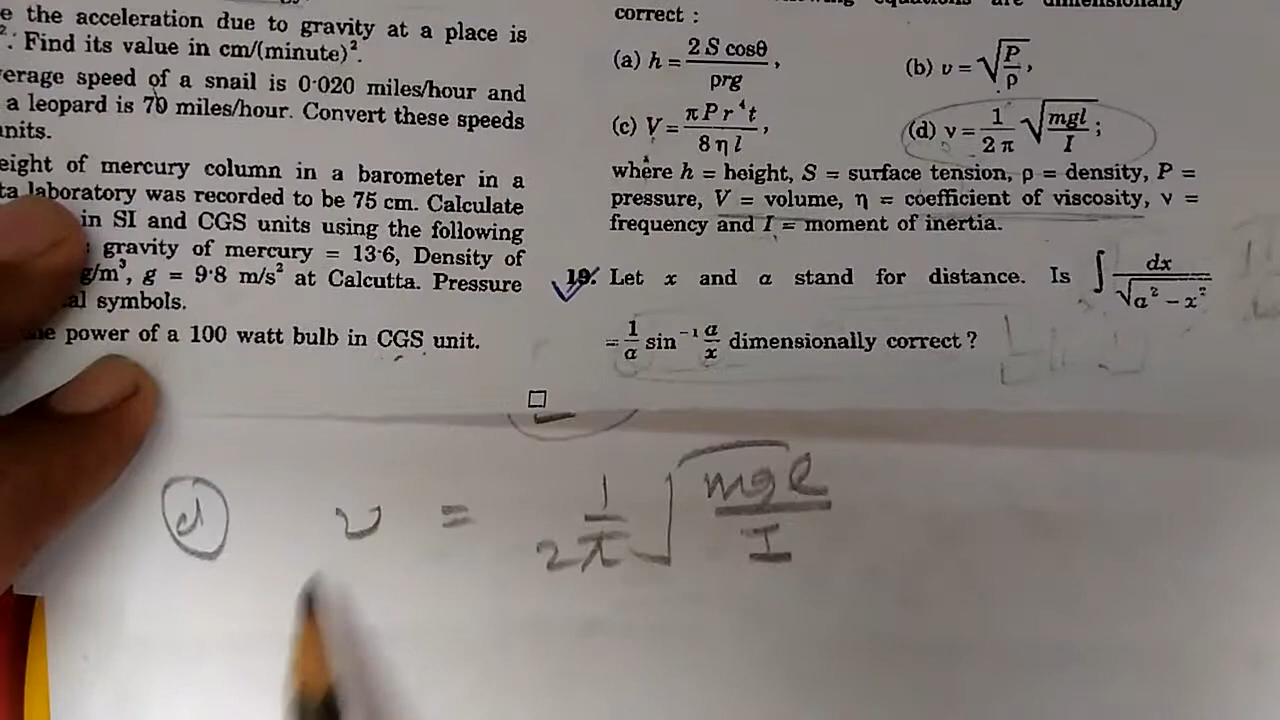 e the acceleration due to gravity at a place is
². Find its value in cm/(minute)².
erage speed of a snail is 0·020 miles/hour and
a leopard is 70 miles/hour. Convert these speeds
nits.
eight of mercury column in a barometer in a
ta laboratory was recorded to be 75 cm. Calculate
in SI and CGS units using the following
gravity of mercury = 13·6, Density of
g/m³, g = 9·8 m/s² at Calcutta. Pressure
al symbols.
power of a 100 watt bulb in CGS unit.
equations are dimensionally
correct :
(a) h = 2 S cosθ / ρrg ,
(b) υ = √(P/ρ),
(c) V = π P r⁴ t / 8 η l ,
(d) ν = 1/2π √(mgl/I) ;
where h = height, S = surface tension, ρ = density, P =
pressure, V = volume, η = coefficient of viscosity, ν =
frequency and I = moment of inertia.
19. Let x and a stand for distance. Is ∫ dx / √(a² − x²)
= 1/a sin⁻¹ a/x dimensionally correct ?
(d) ν = 1/2π √(mgl/I)